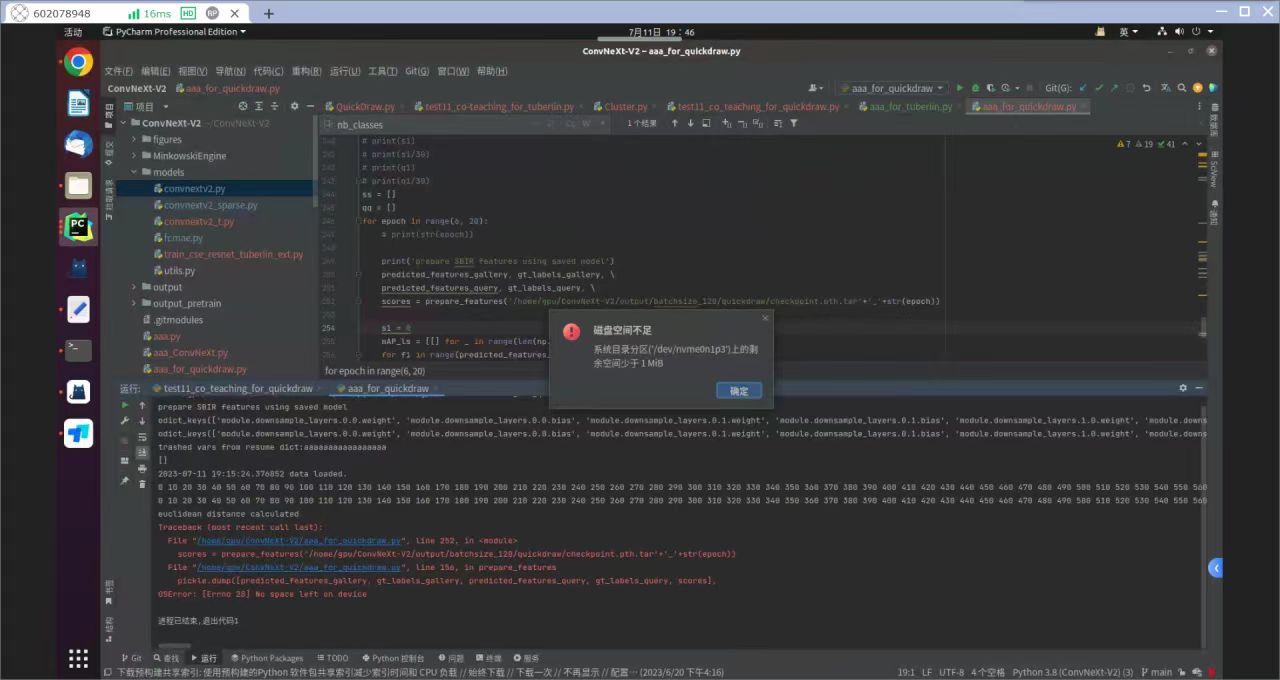 602078948
16ms
HD
RP
活动
PyCharm Professional Edition
7月11日 19：46
英
ConvNeXt-V2 – aaa_for_quickdraw.py
文件(F) 编辑(E) 视图(V) 导航(N) 代码(C) 重构(R) 运行(U) 工具(T) Git(G) 窗口(W) 帮助(H)
ConvNeXt-V2 aaa_for_quickdraw.py
aaa_for_quickdraw
Git(G):
项目
QuickDraw.py
test11_co-teaching_for_tuberlin.py
Cluster.py
test11_co_teaching_for_quickdraw.py
aaa_for_tuberlin.py
aaa_for_quickdraw.py
nb_classes
1 个结果
7 19 41
ConvNeXt-V2 ~/ConvNeXt-V2
figures
MinkowskiEngine
models
convnextv2.py
convnextv2_sparse.py
convnextv2_t.py
fcmae.py
train_cse_resnet_tuberlin_ext.py
utils.py
output
output_pretrain
.gitmodules
aaa.py
aaa_ConvNeXt.py
aaa_for_quickdraw.py
# print(s1)
# print(s1/30)
# print(q1)
# print(q1/30)
ss = []
qq = []
for epoch in range(6, 20):
# print(str(epoch))
print('prepare SBIR features using saved model')
predicted_features_gallery, gt_labels_gallery, \
predicted_features_query, gt_labels_query, \
scores = prepare_features('/home/gpu/ConvNeXt-V2/output/batchsize_120/quickdraw/checkpoint.pth.tar'+'_'+str(epoch))
254
s1 = 0
mAP_ls = [[] for _ in range(len(np.
for fi in range(predicted_features_
for epoch in range(6, 20)
磁盘空间不足
系统目录分区('/dev/nvme0n1p3')上的剩
余空间少于 1 MiB
确定
运行: test11_co_teaching_for_quickdraw aaa_for_quickdraw
prepare SBIR features using saved model
odict_keys(['module.downsample_layers.0.0.weight', 'module.downsample_layers.0.0.bias', 'module.downsample_layers.0.1.weight', 'module.downsample_layers.0.1.bias', 'module.downsample_layers.1.0.weight', 'module.downs
odict_keys(['module.downsample_layers.0.0.weight', 'module.downsample_layers.0.0.bias', 'module.downsample_layers.0.1.weight', 'module.downsample_layers.0.1.bias', 'module.downsample_layers.1.0.weight', 'module.downs
trashed vars from resume dict:aaaaaaaaaaaaaaaaa
[]
2023-07-11 19:15:24.376852 data loaded.
0 10 20 30 40 50 60 70 80 90 100 110 120 130 140 150 160 170 180 190 200 210 220 230 240 250 260 270 280 290 300 310 320 330 340 350 360 370 380 390 400 410 420 430 440 450 460 470 480 490 500 510 520 530 540 550 560
0 10 20 30 40 50 60 70 80 90 100 110 120 130 140 150 160 170 180 190 200 210 220 230 240 250 260 270 280 290 300 310 320 330 340 350 360 370 380 390 400 410 420 430 440 450 460 470 480 490 500 510 520 530 540 550 560
euclidean distance calculated
Traceback (most recent call last):
File "/home/gpu/ConvNeXt-V2/aaa_for_quickdraw.py", line 252, in <module>
scores = prepare_features('/home/gpu/ConvNeXt-V2/output/batchsize_120/quickdraw/checkpoint.pth.tar'+'_'+str(epoch))
File "/home/gpu/ConvNeXt-V2/aaa_for_quickdraw.py", line 156, in prepare_features
pickle.dump([predicted_features_gallery, gt_labels_gallery, predicted_features_query, gt_labels_query, scores],
OSError: [Errno 28] No space left on device
进程已结束,退出代码1
Git 查找 运行 Python Packages TODO Python 控制台 问题 终端 服务
下载预构建共享索引: 使用预构建的Python 软件包共享索引减少索引时间和 CPU 负载 // 始终下载 // 下载一次 // 不再显示 // 配置… (2023/6/20 下午4:16)
19:1 LF UTF-8 4 个空格 Python 3.8 (ConvNeXt-V2) (3) main